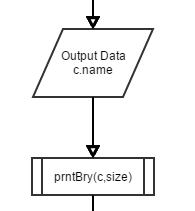 Output Data
c.name
prntBry(c,size)